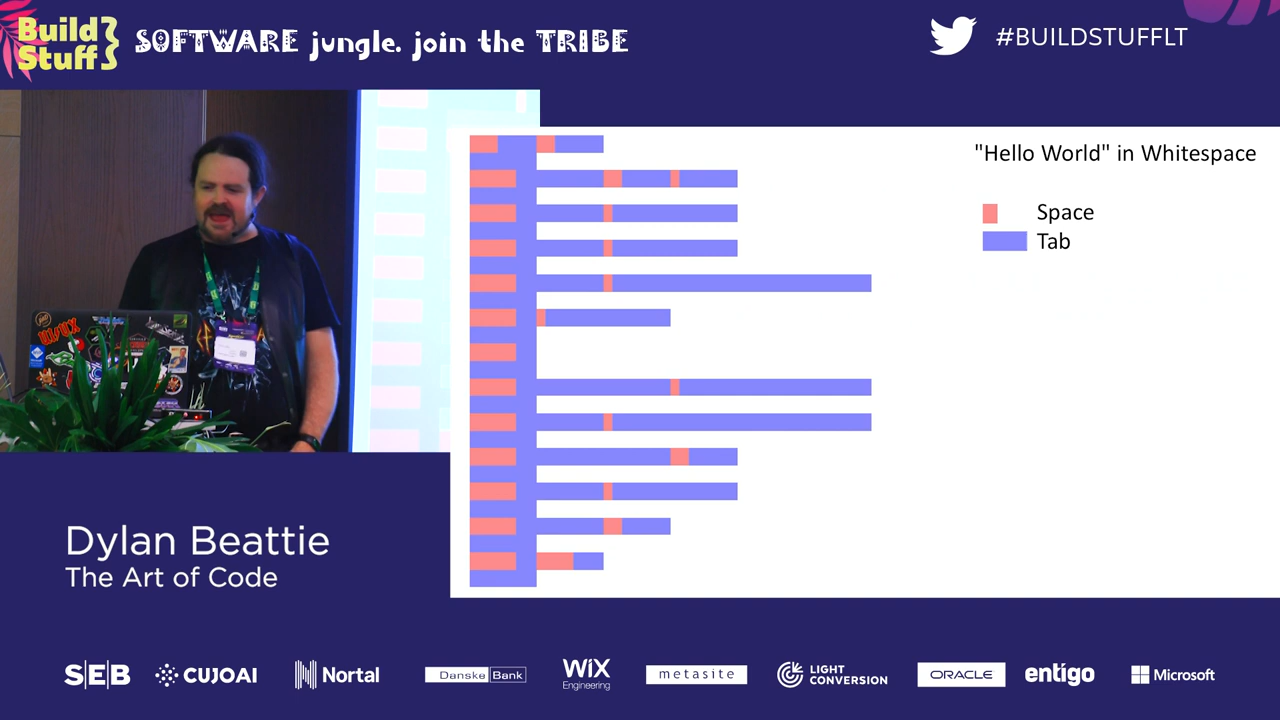 Build
Stuff
SOFTWARE jungle. join the TRIBE
#BUILDSTUFFLT
"Hello World" in Whitespace
Space
Tab
Dylan Beattie
The Art of Code
SEB
CUJOAI
Nortal
Danske Bank
WiX
Engineering
metasite
LIGHT
CONVERSION
ORACLE
entigo
Microsoft